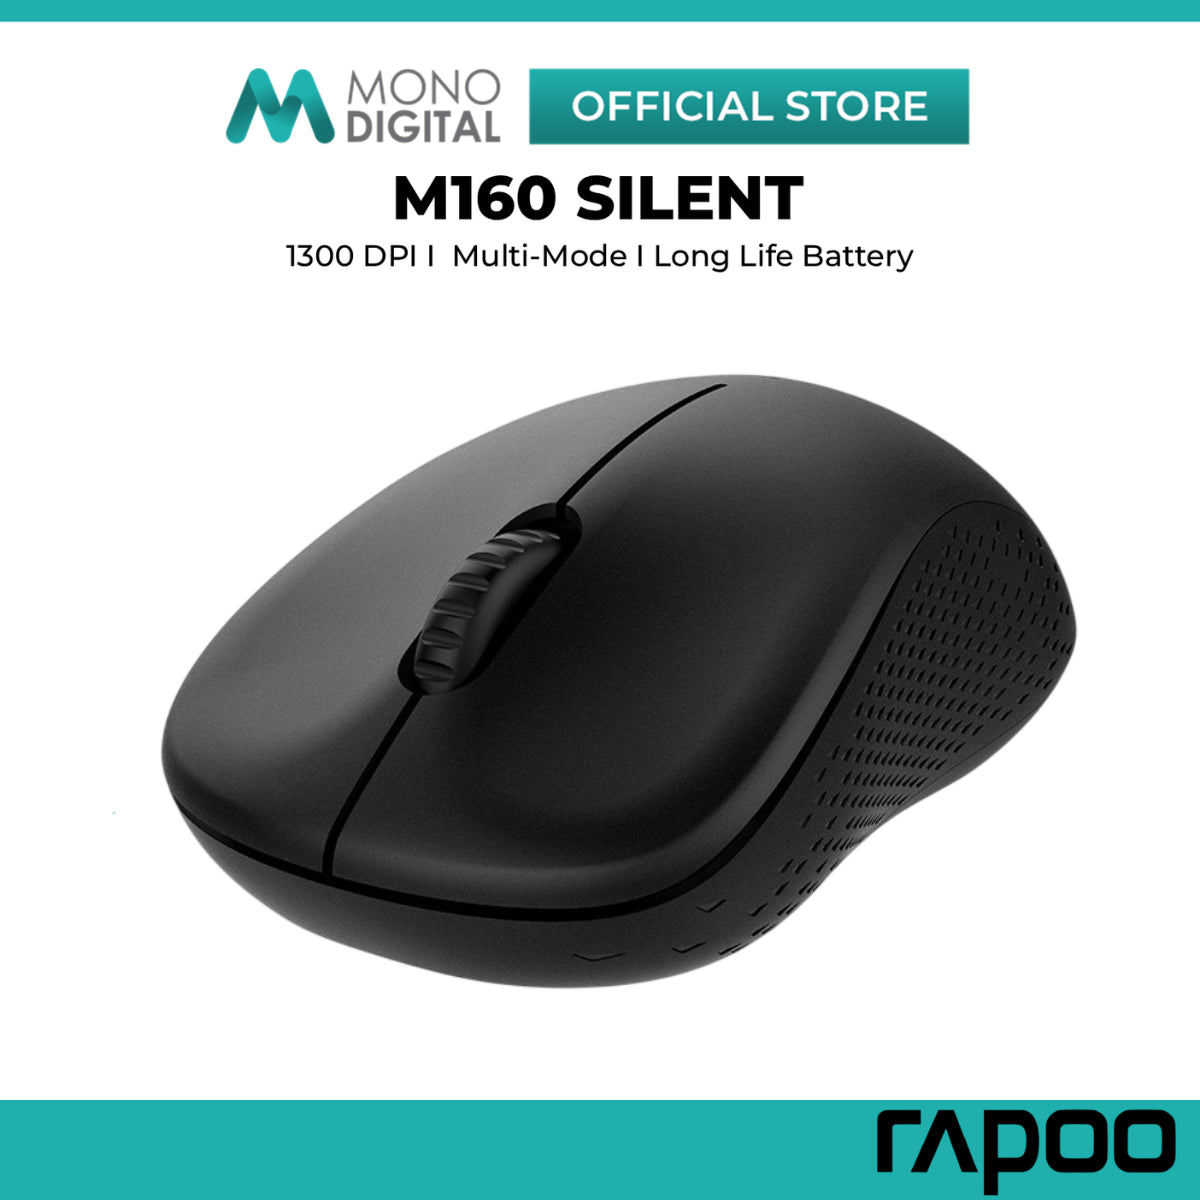 MONO
DIGITAL
OFFICIAL STORE
M160 SILENT
1300 DPI I Multi-Mode I Long Life Battery
rapoo